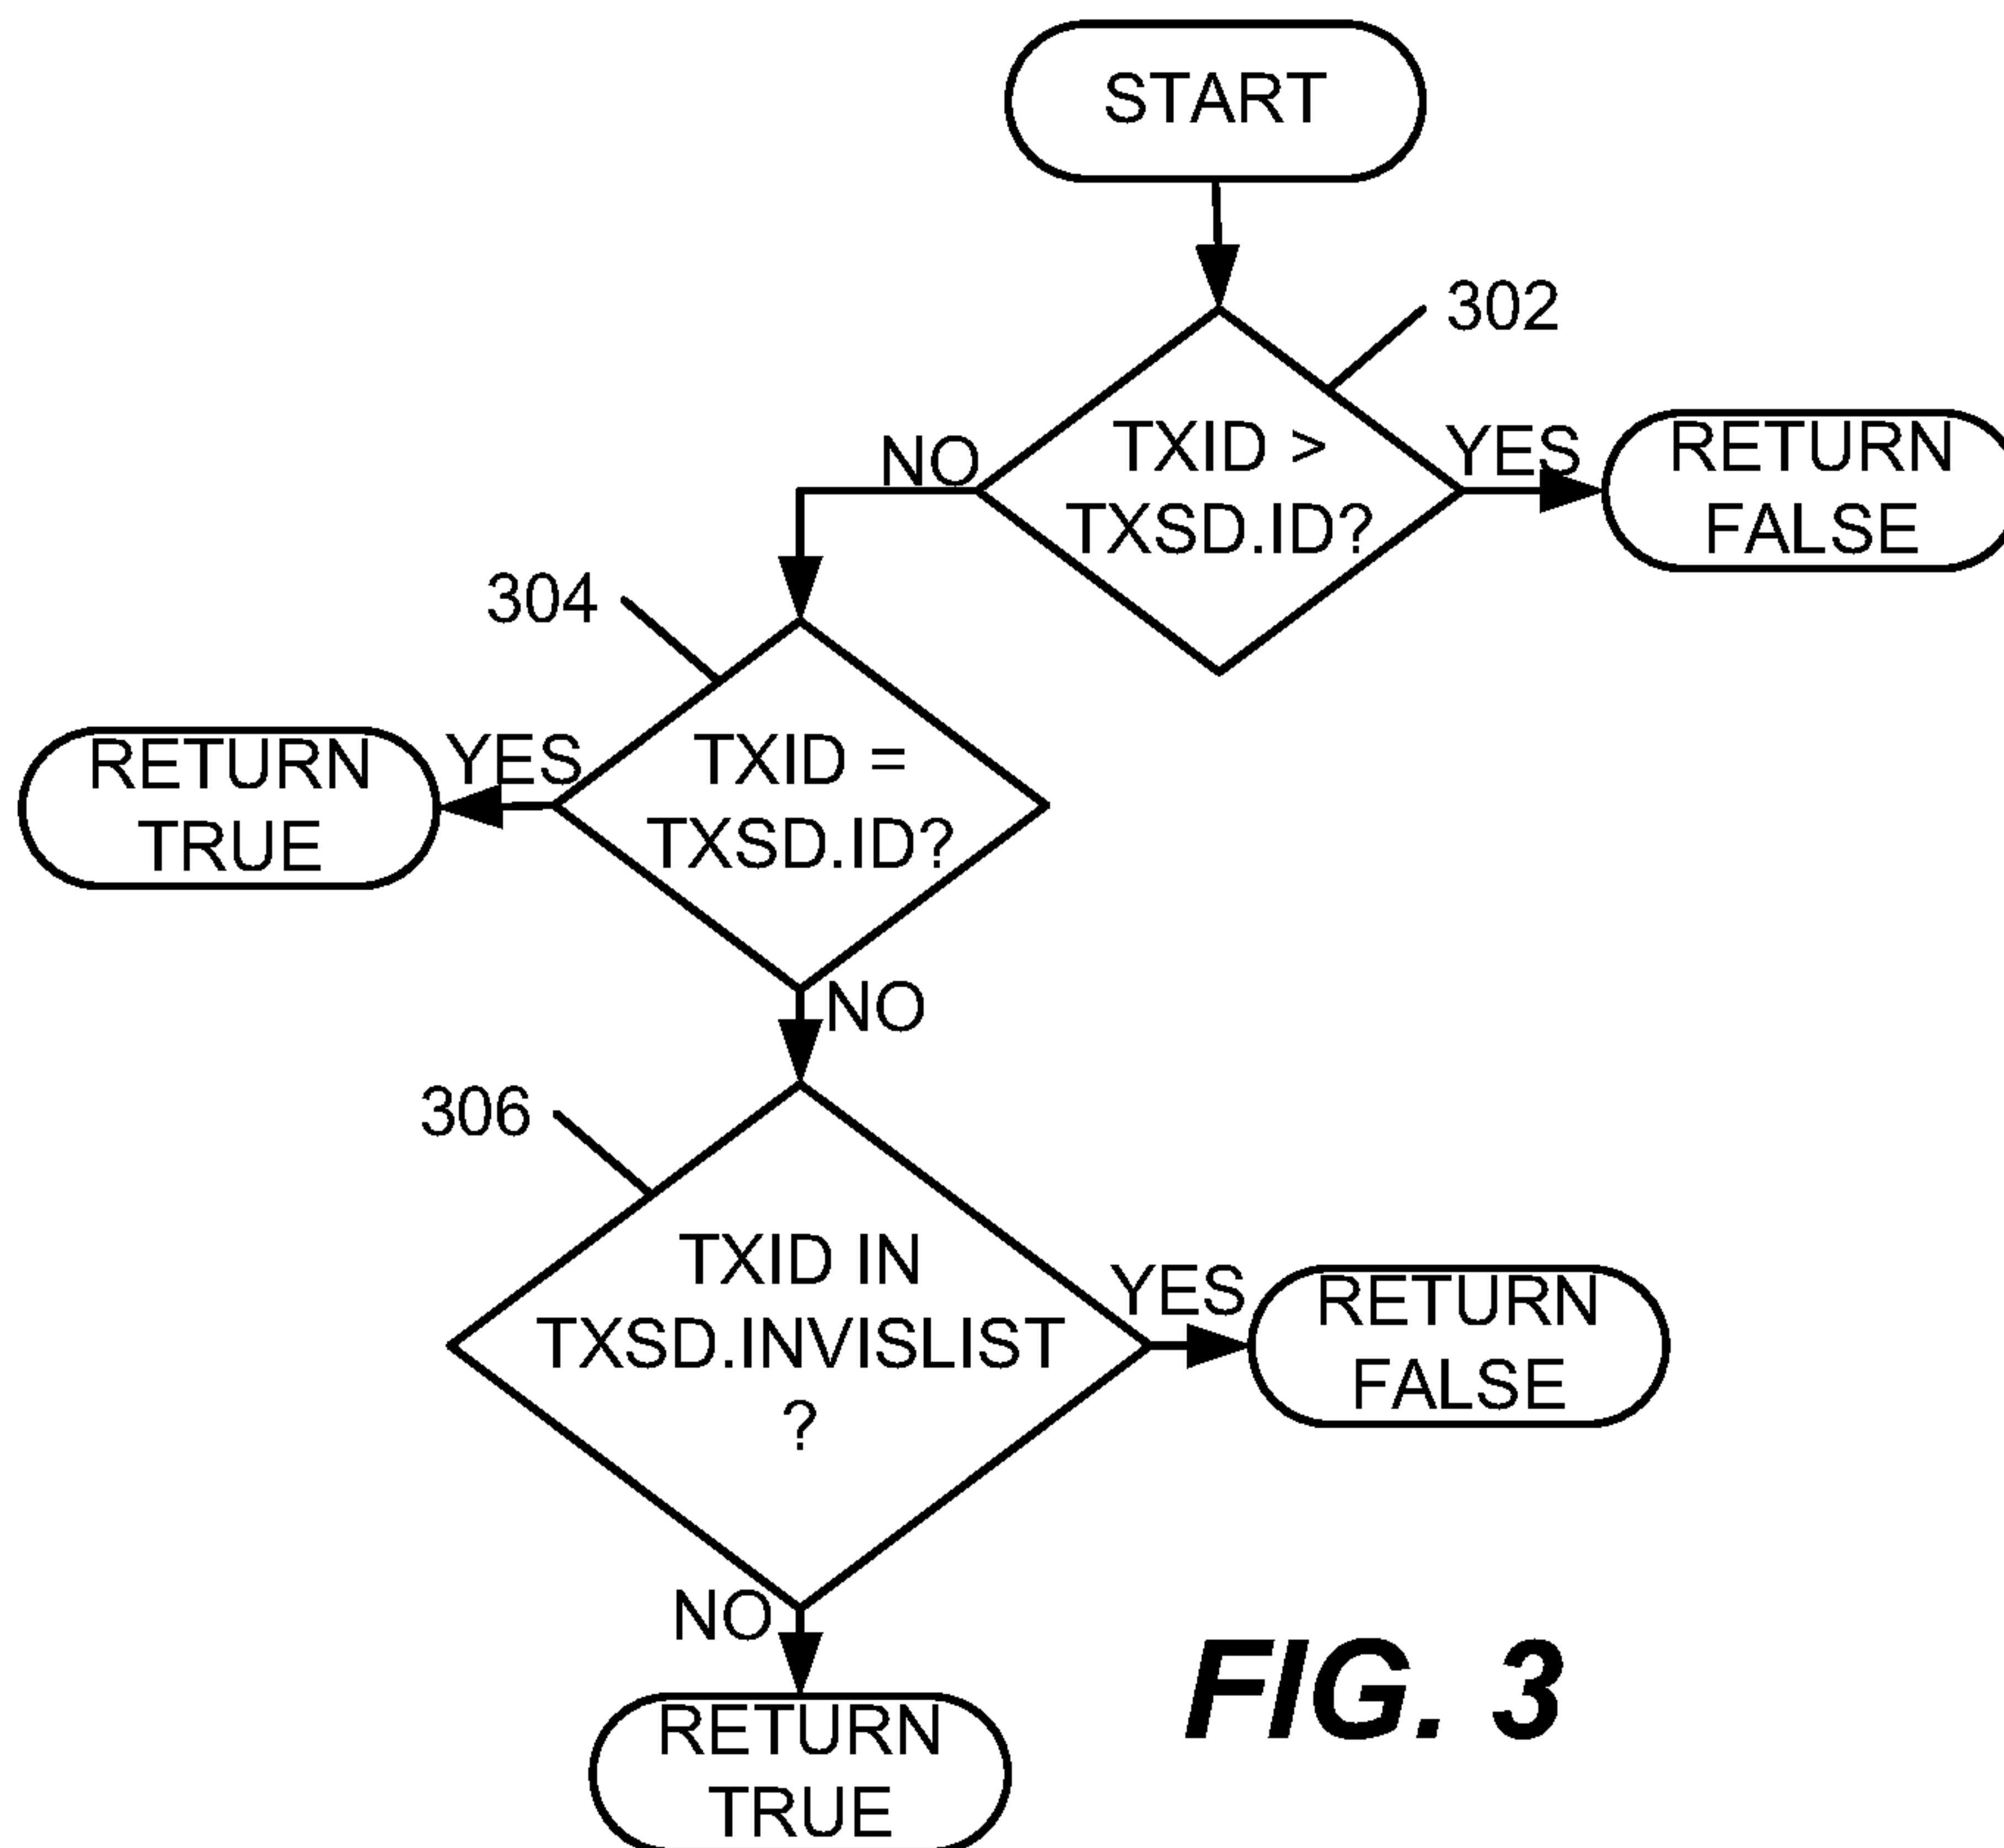 START
302
TXID >
TXSD.ID?
NO
YES
RETURN
FALSE
304
TXID =
TXSD.ID?
YES
RETURN
TRUE
NO
306
TXID IN
TXSD.INVISLIST
?
YES
RETURN
FALSE
NO
RETURN
TRUE
FIG. 3